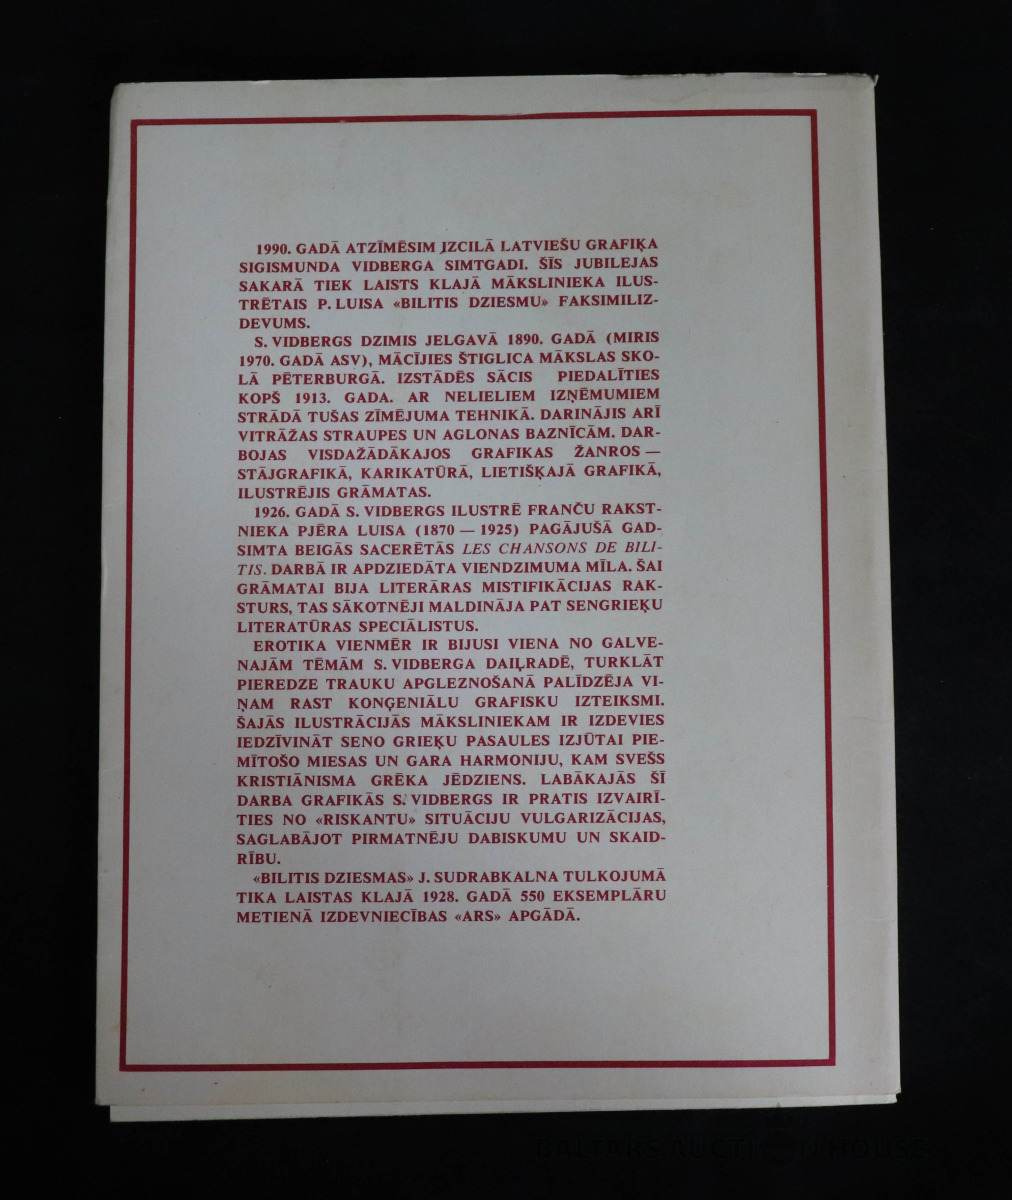 1990. GADĀ ATZĪMĒSIM IZCILĀ LATVIEŠU GRAFIĶA
SIGISMUNDA VIDBERGA SIMTGADI. ŠĪS JUBILEJAS
SAKARĀ TIEK LAISTS KLAJĀ MĀKSLINIEKA ILUS-
TRĒTAIS P. LUISA «BILITIS DZIESMU» FAKSIMILIZ-
DEVUMS.
S. VIDBERGS DZIMIS JELGAVĀ 1890. GADĀ (MIRIS
1970. GADĀ ASV), MĀCĪJIES ŠTIGLICA MĀKSLAS SKO-
LĀ PĒTERBURGĀ. IZSTĀDĒS SĀCIS PIEDALĪTIES
KOPŠ 1913. GADA. AR NELIELIEM IZŅĒMUMIEM
STRĀDĀ TUŠAS ZĪMĒJUMA TEHNIKĀ. DARINĀJIS ARĪ
VITRĀŽAS STRAUPES UN AGLONAS BAZNĪCĀM. DAR-
BOJAS VISDAŽĀDĀKAJOS GRAFIKAS ŽANROS —
STĀJGRAFIKĀ, KARIKATŪRĀ, LIETIŠĶAJĀ GRAFIKĀ,
ILUSTRĒJIS GRĀMATAS.
1926. GADĀ S. VIDBERGS ILUSTRĒ FRANČU RAKST-
NIEKA PJĒRA LUISA (1870 — 1925) PAGĀJUŠĀ GAD-
SIMTA BEIGĀS SACERĒTĀS LES CHANSONS DE BILI-
TIS. DARBĀ IR APDZIEDĀTA VIENDZIMUMA MĪLA. ŠAI
GRĀMATAI BIJA LITERĀRAS MISTIFIKĀCIJAS RAK-
STURS, TAS SĀKOTNĒJI MALDINĀJA PAT SENGRIEĶU
LITERATŪRAS SPECIĀLISTUS.
EROTIKA VIENMĒR IR BIJUSI VIENA NO GALVE-
NAJĀM TĒMĀM S. VIDBERGA DAIĻRADĒ, TURKLĀT
PIEREDZE TRAUKU APGLEZNOŠANĀ PALĪDZĒJA VI-
ŅAM RAST KONĢENIĀLU GRAFISKU IZTEIKSMI.
ŠAJĀS ILUSTRĀCIJĀS MĀKSLINIEKAM IR IZDEVIES
IEDZĪVINĀT SENO GRIEĶU PASAULES IZJŪTAI PIE-
MĪTOŠO MIESAS UN GARA HARMONIJU, KAM SVEŠS
KRISTIĀNISMA GRĒKA JĒDZIENS. LABĀKAJĀS ŠĪ
DARBA GRAFIKĀS S. VIDBERGS IR PRATIS IZVAIRĪ-
TIES NO «RISKANTU» SITUĀCIJU VULGARIZĀCIJAS,
SAGLABĀJOT PIRMATNĒJU DABISKUMU UN SKAID-
RĪBU.
«BILITIS DZIESMAS» J. SUDRABKALNA TULKOJUMĀ
TIKA LAISTAS KLAJĀ 1928. GADĀ 550 EKSEMPLĀRU
METIENĀ IZDEVNIECĪBAS «ARS» APGĀDĀ.
BALTARS AUCTION HOUSE